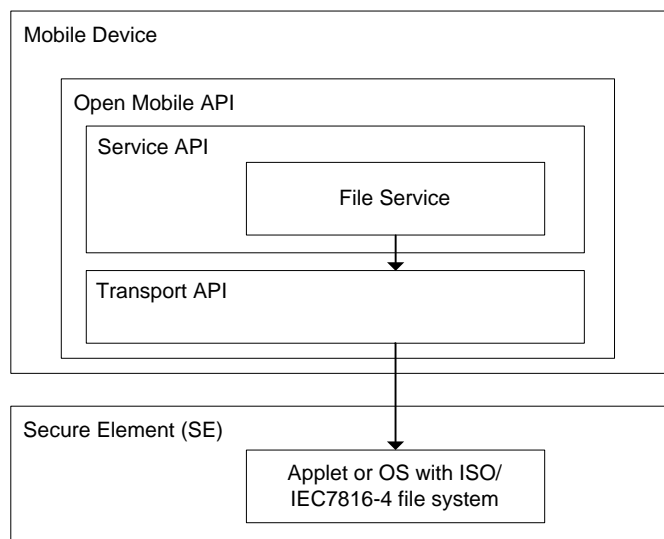 Mobile Device
Open Mobile API
Service API
File Service
Transport API
Secure Element (SE)
Applet or OS with ISO/
IEC7816-4 file system